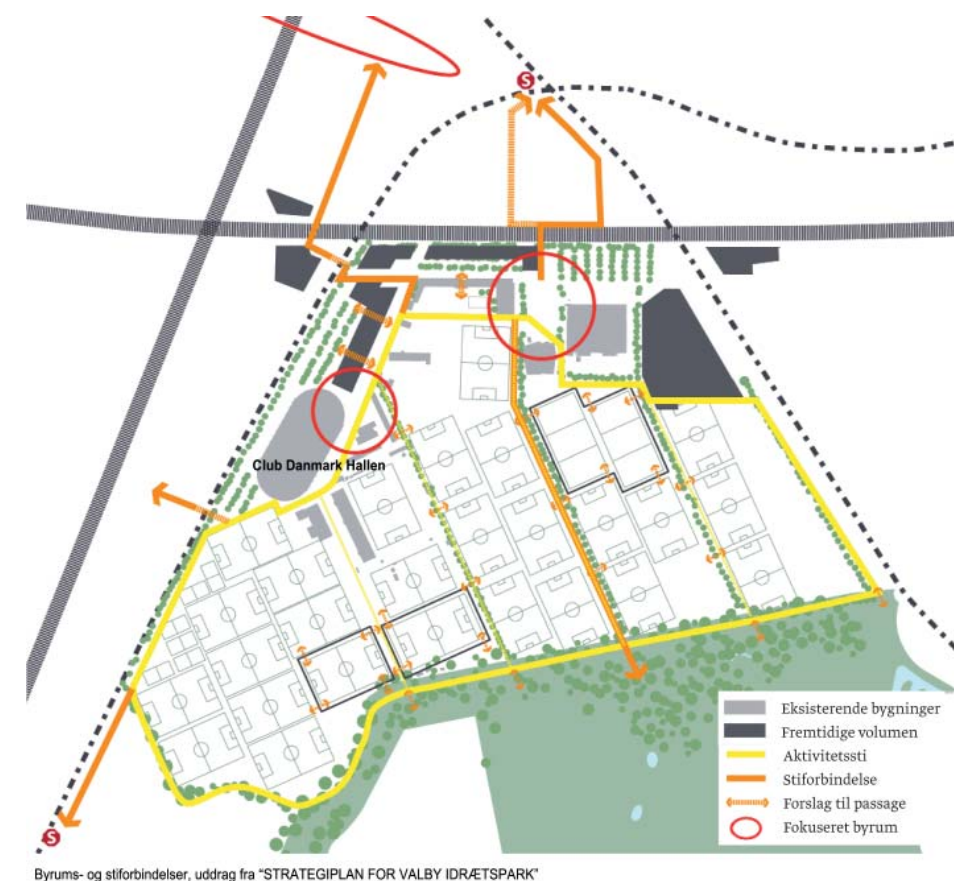 S
Club Danmark Hallen
Eksisterende bygninger
Fremtidige volumen
Aktivitetssti
Stiforbindelse
Forslag til passage
Fokuseret byrum
S
Byrums- og stiforbindelser, uddrag fra "STRATEGIPLAN FOR VALBY IDRÆTSPARK"